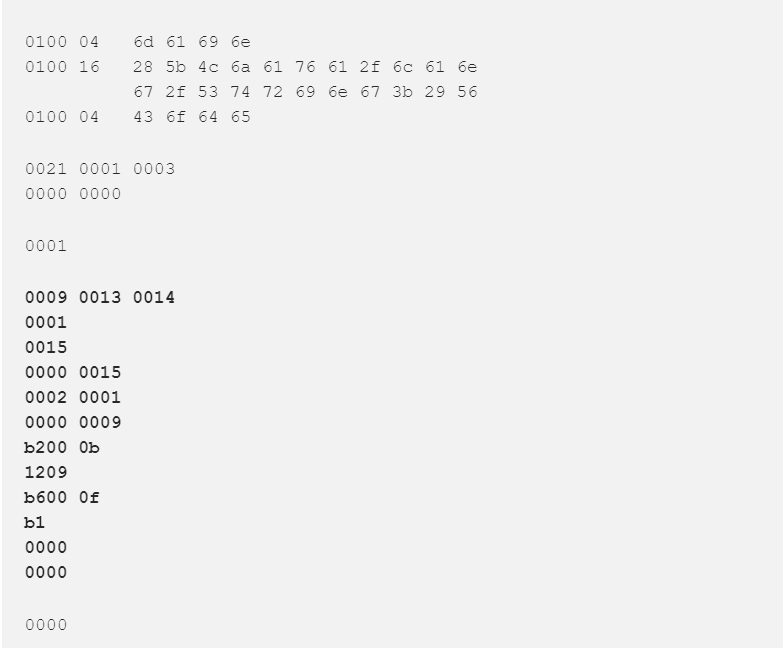 0100 04 6d 61 69 6e
0100 16 28 5b 4c 6a 61 76 61 2f 6c 61 6e
67 2f 53 74 72 69 6e 67 3b 29 56
0100 04 43 6f 64 65
0021 0001 0003
0000 0000
0001
0009 0013 0014
0001
0015
0000 0015
0002 0001
0000 0009
b200 0b
1209
b600 0f
b1
0000
0000
0000